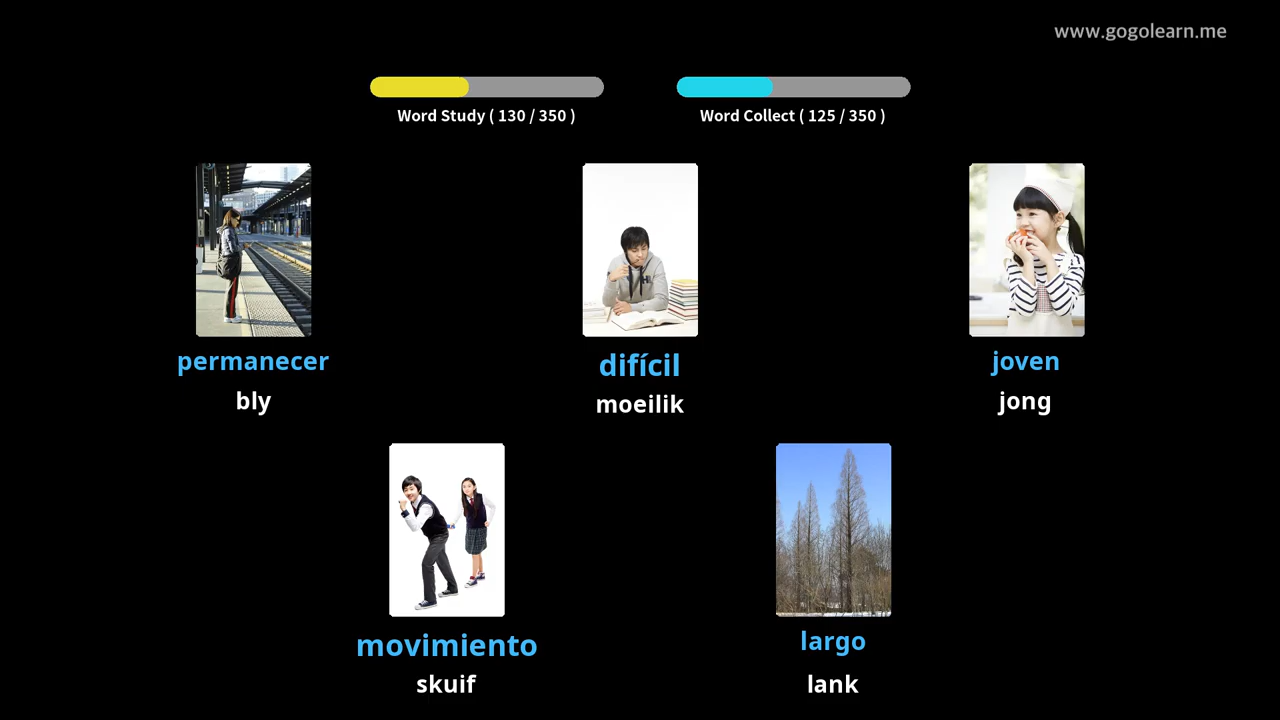 www.gogolearn.me
Word Study ( 130 / 350 )
Word Collect ( 125 / 350 )
permanecer
bly
difícil
moeilik
joven
jong
movimiento
skuif
largo
lank